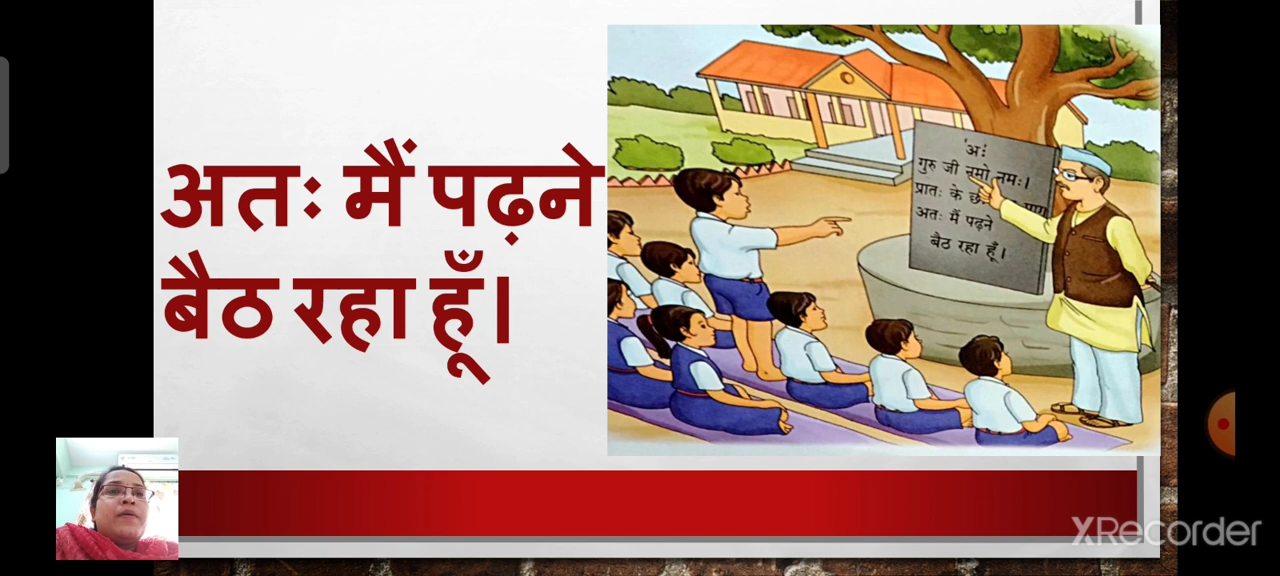 अतः मैं पढ़ने
बैठ रहा हूँ।
'अः'
गुरु जी नमो नमः।
प्रातः के
अतः मैं पढ़ने
बैठ रहा हूँ।
XRecorder